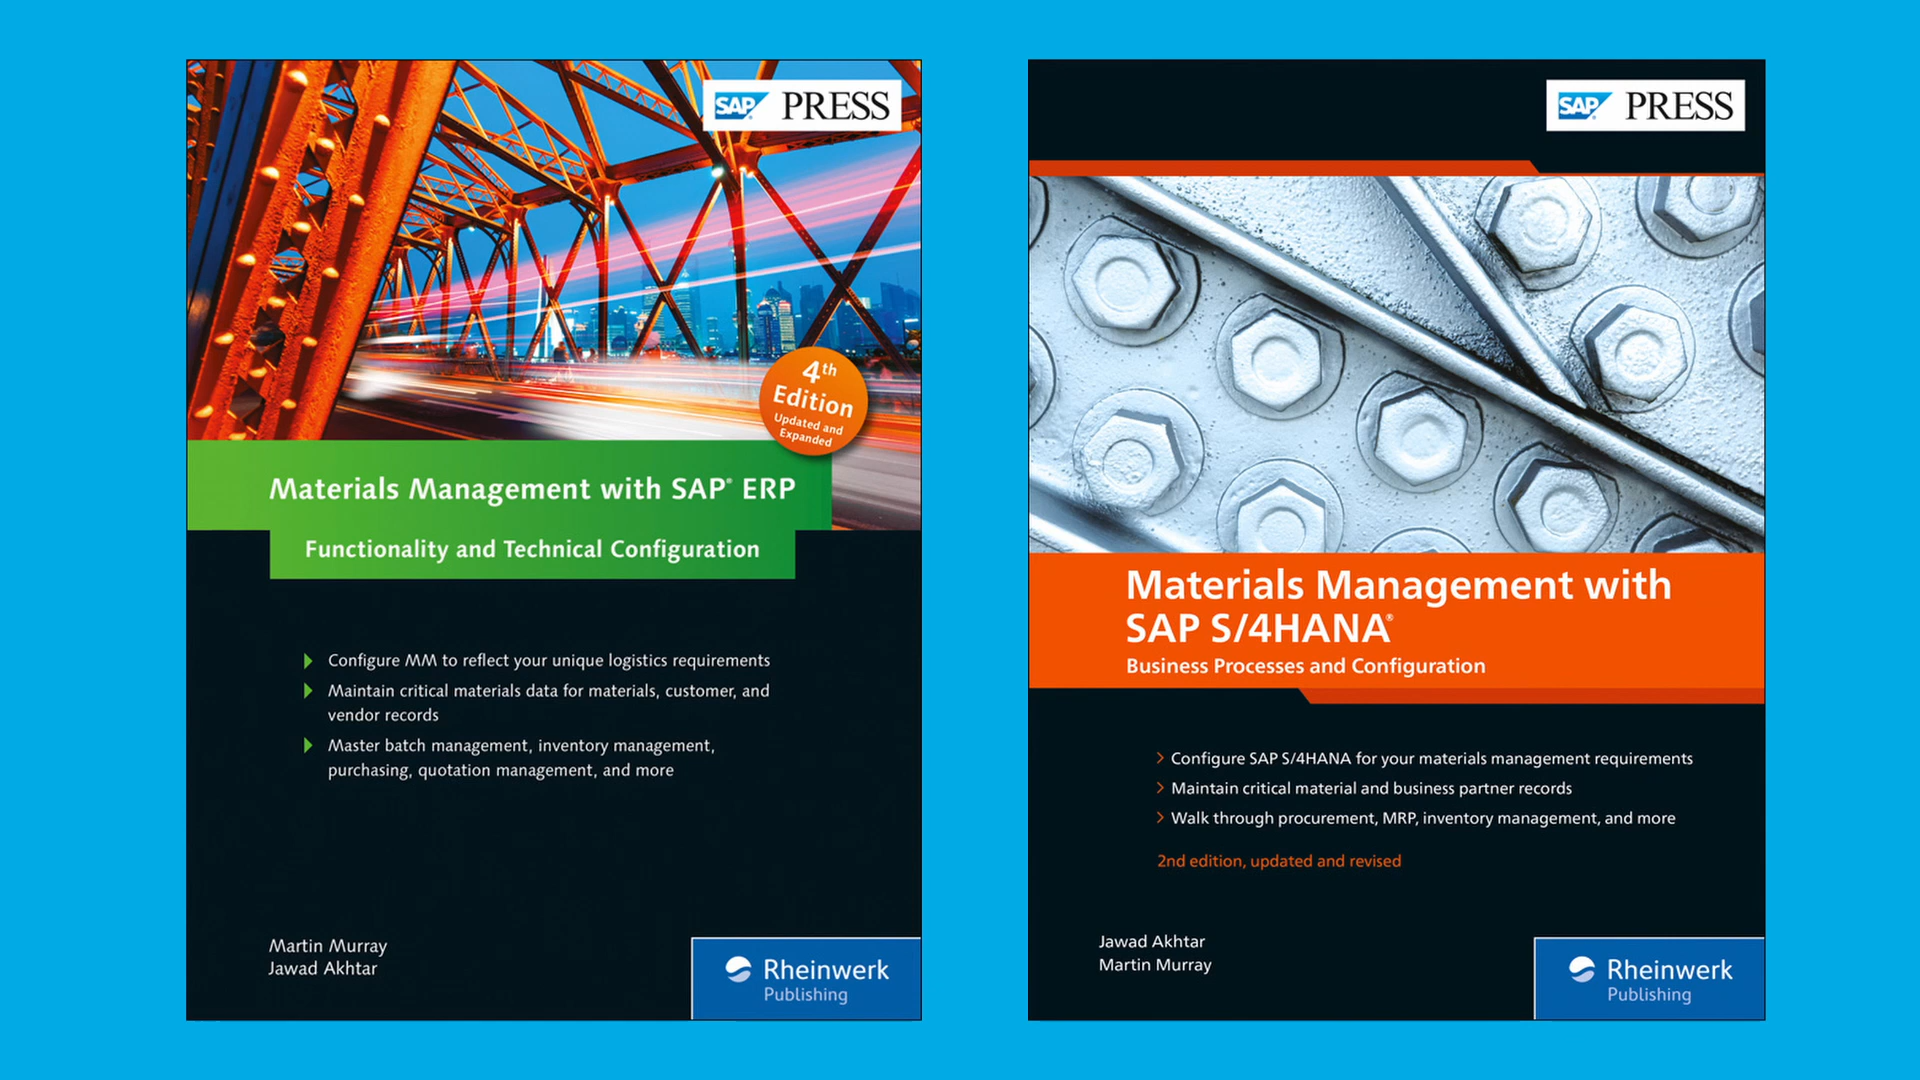 SAP PRESS
4th
Edition
Updated and
Expanded
Materials Management with SAP® ERP
Functionality and Technical Configuration
Configure MM to reflect your unique logistics requirements
Maintain critical materials data for materials, customer, and
vendor records
Master batch management, inventory management,
purchasing, quotation management, and more
Martin Murray
Jawad Akhtar
Rheinwerk
Publishing
SAP PRESS
Materials Management with
SAP S/4HANA®
Business Processes and Configuration
Configure SAP S/4HANA for your materials management requirements
Maintain critical material and business partner records
Walk through procurement, MRP, inventory management, and more
2nd edition, updated and revised
Jawad Akhtar
Martin Murray
Rheinwerk
Publishing